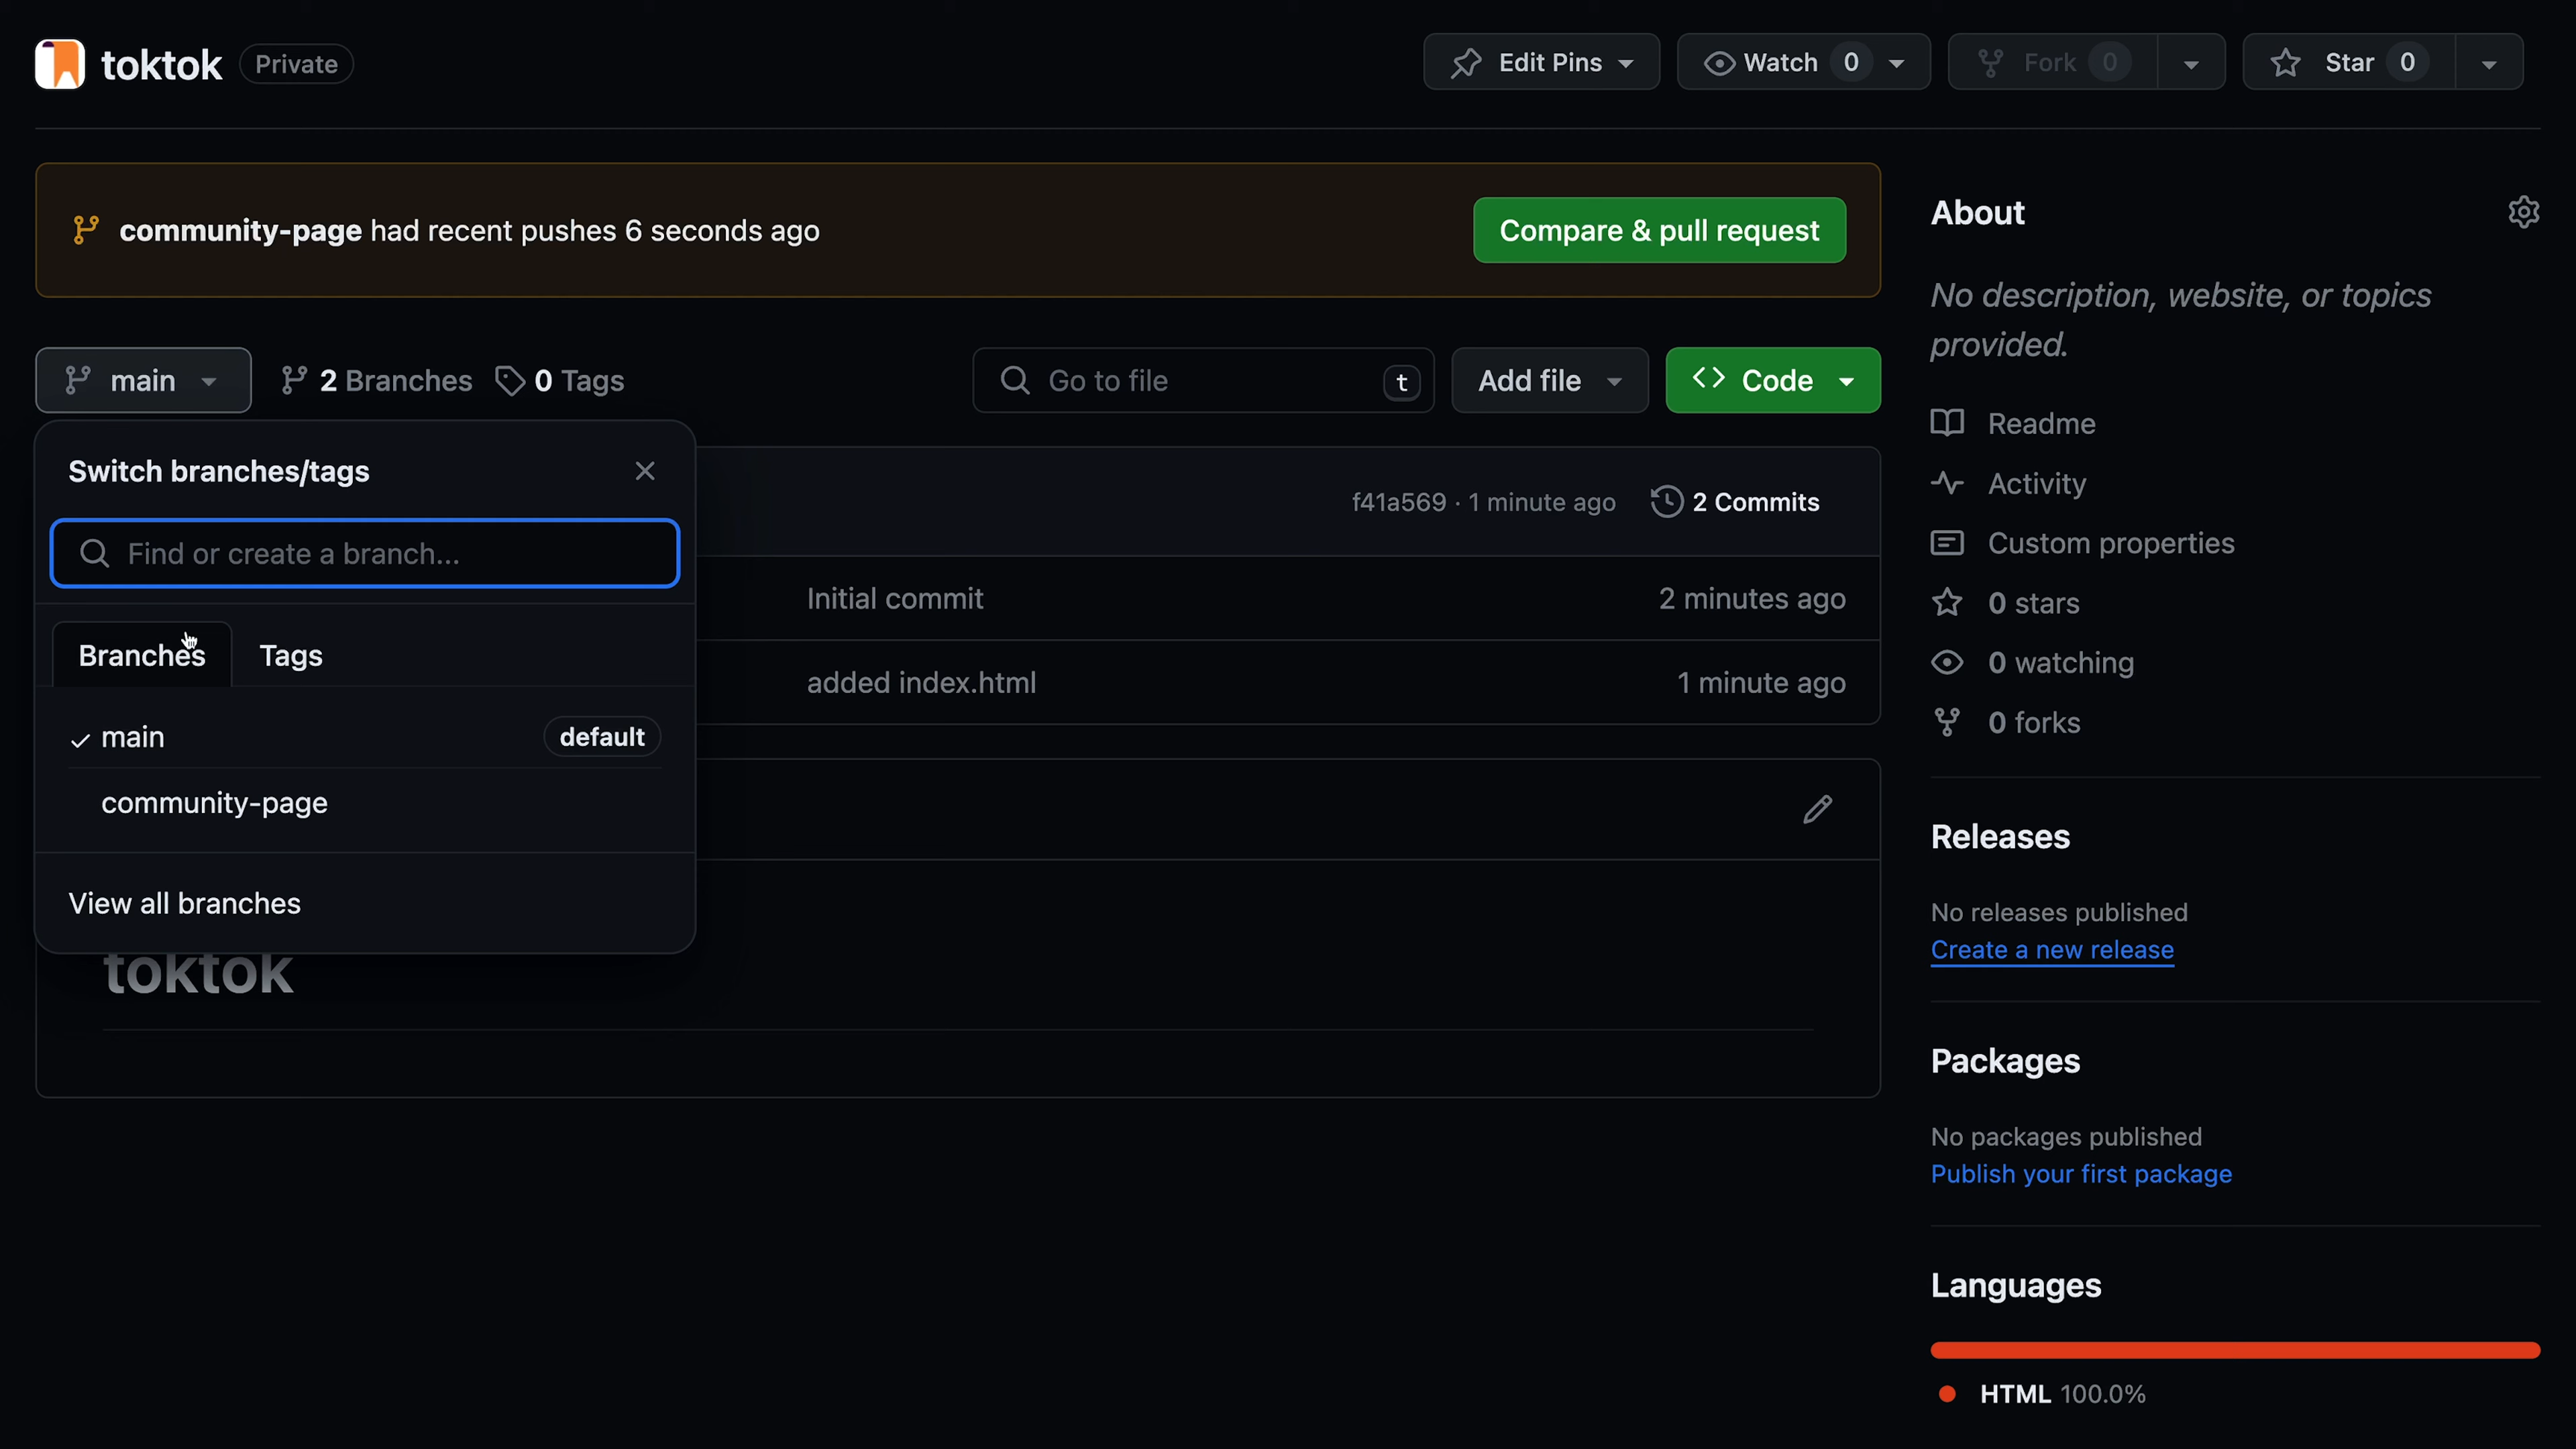 toktok Private
Edit Pins Watch 0 Fork 0 Star 0
community-page had recent pushes 6 seconds ago Compare & pull request
main 2 Branches 0 Tags Go to file t Add file Code
Switch branches/tags
Find or create a branch...
Branches Tags
main default
community-page
View all branches
f41a569 · 1 minute ago 2 Commits
Initial commit 2 minutes ago
added index.html 1 minute ago
toktok
About
No description, website, or topics
provided.
Readme
Activity
Custom properties
0 stars
0 watching
0 forks
Releases
No releases published
Create a new release
Packages
No packages published
Publish your first package
Languages
HTML 100.0%